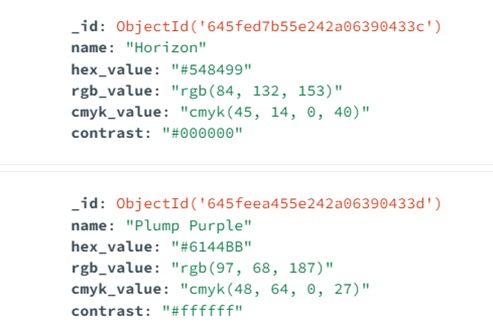 _id: ObjectId('645fed7b55e242a06390433c')
name: "Horizon"
hex_value: "#548499"
rgb_value: "rgb(84, 132, 153)"
cmyk_value: "cmyk(45, 14, 0, 40)"
contrast: "#000000"
_id: ObjectId('645feea455e242a06390433d')
name: "Plump Purple"
hex_value: "#6144BB"
rgb_value: "rgb(97, 68, 187)"
cmyk_value: "cmyk(48, 64, 0, 27)"
contrast: "#ffffff"